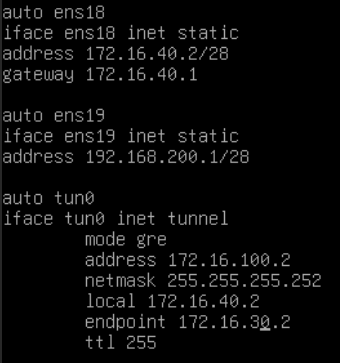 auto ens18
iface ens18 inet static
address 172.16.40.2/28
gateway 172.16.40.1

auto ens19
iface ens19 inet static
address 192.168.200.1/28

auto tun0
iface tun0 inet tunnel
        mode gre
        address 172.16.100.2
        netmask 255.255.255.252
        local 172.16.40.2
        endpoint 172.16.30.2
        ttl 255